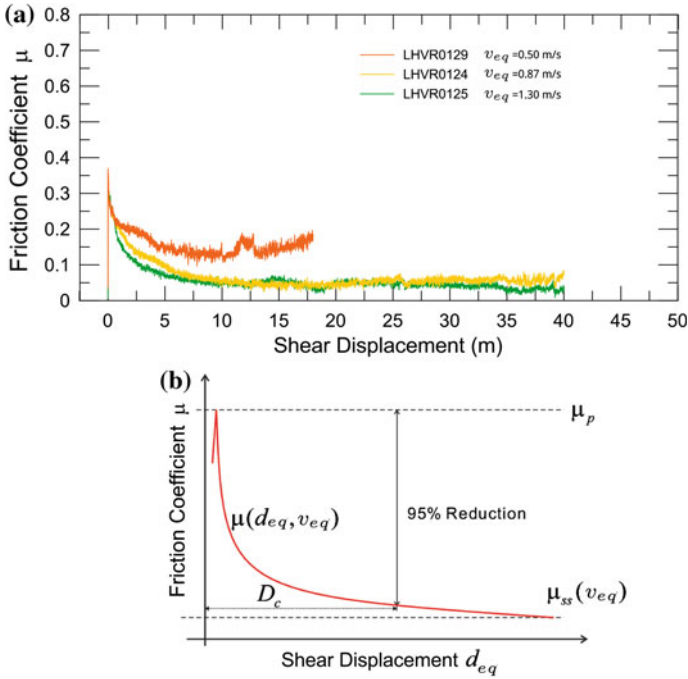 (a)
0.8
0.7
0.6
0.5
0.4
0.3
0.2
0.1
0
Friction Coefficient μ
LHVR0129 v_eq =0.50 m/s
LHVR0124 v_eq =0.87 m/s
LHVR0125 v_eq =1.30 m/s
0 5 10 15 20 25 30 35 40 45 50
Shear Displacement (m)
(b)
Friction Coefficient μ
μ_p
μ(d_eq, v_eq)
95% Reduction
D_c
μ_ss(v_eq)
Shear Displacement d_eq